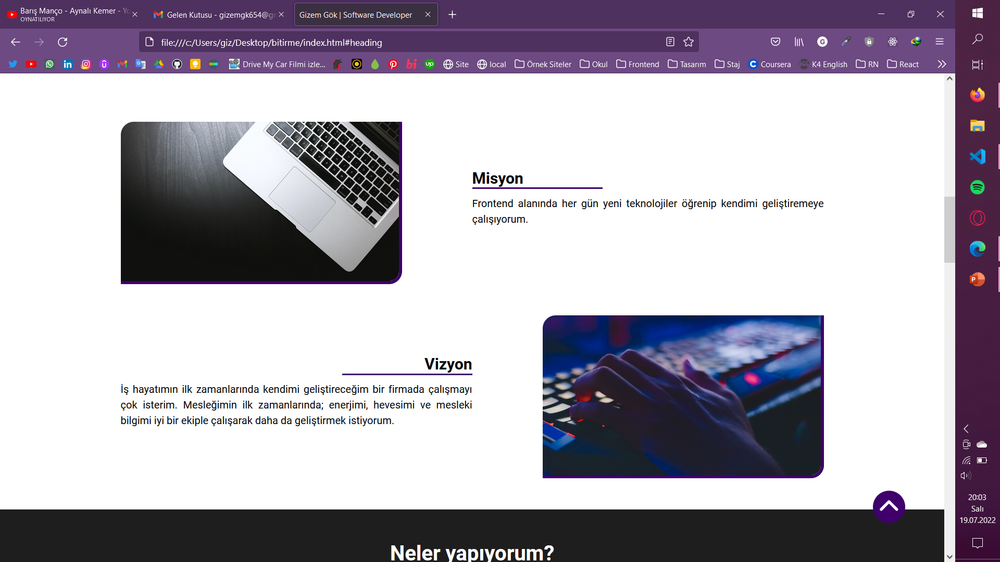 Barış Manço - Aynalı Kemer - Yo
OYNATILIYOR
Gelen Kutusu - gizemgk654@gm
Gizem Gök | Software Developer
file:///c:/Users/giz/Desktop/bitirme/index.html#heading
Drive My Car Filmi izle... Site local Örnek Siteler Okul Frontend Tasarım Staj Coursera K4 English RN React
Misyon
Frontend alanında her gün yeni teknolojiler öğrenip kendimi geliştiremeye
çalışıyorum.
Vizyon
İş hayatımın ilk zamanlarında kendimi geliştireceğim bir firmada çalışmayı
çok isterim. Mesleğimin ilk zamanlarında; enerjimi, hevesimi ve mesleki
bilgimi iyi bir ekiple çalışarak daha da geliştirmek istiyorum.
Neler yapıyorum?
20:03
Salı
19.07.2022